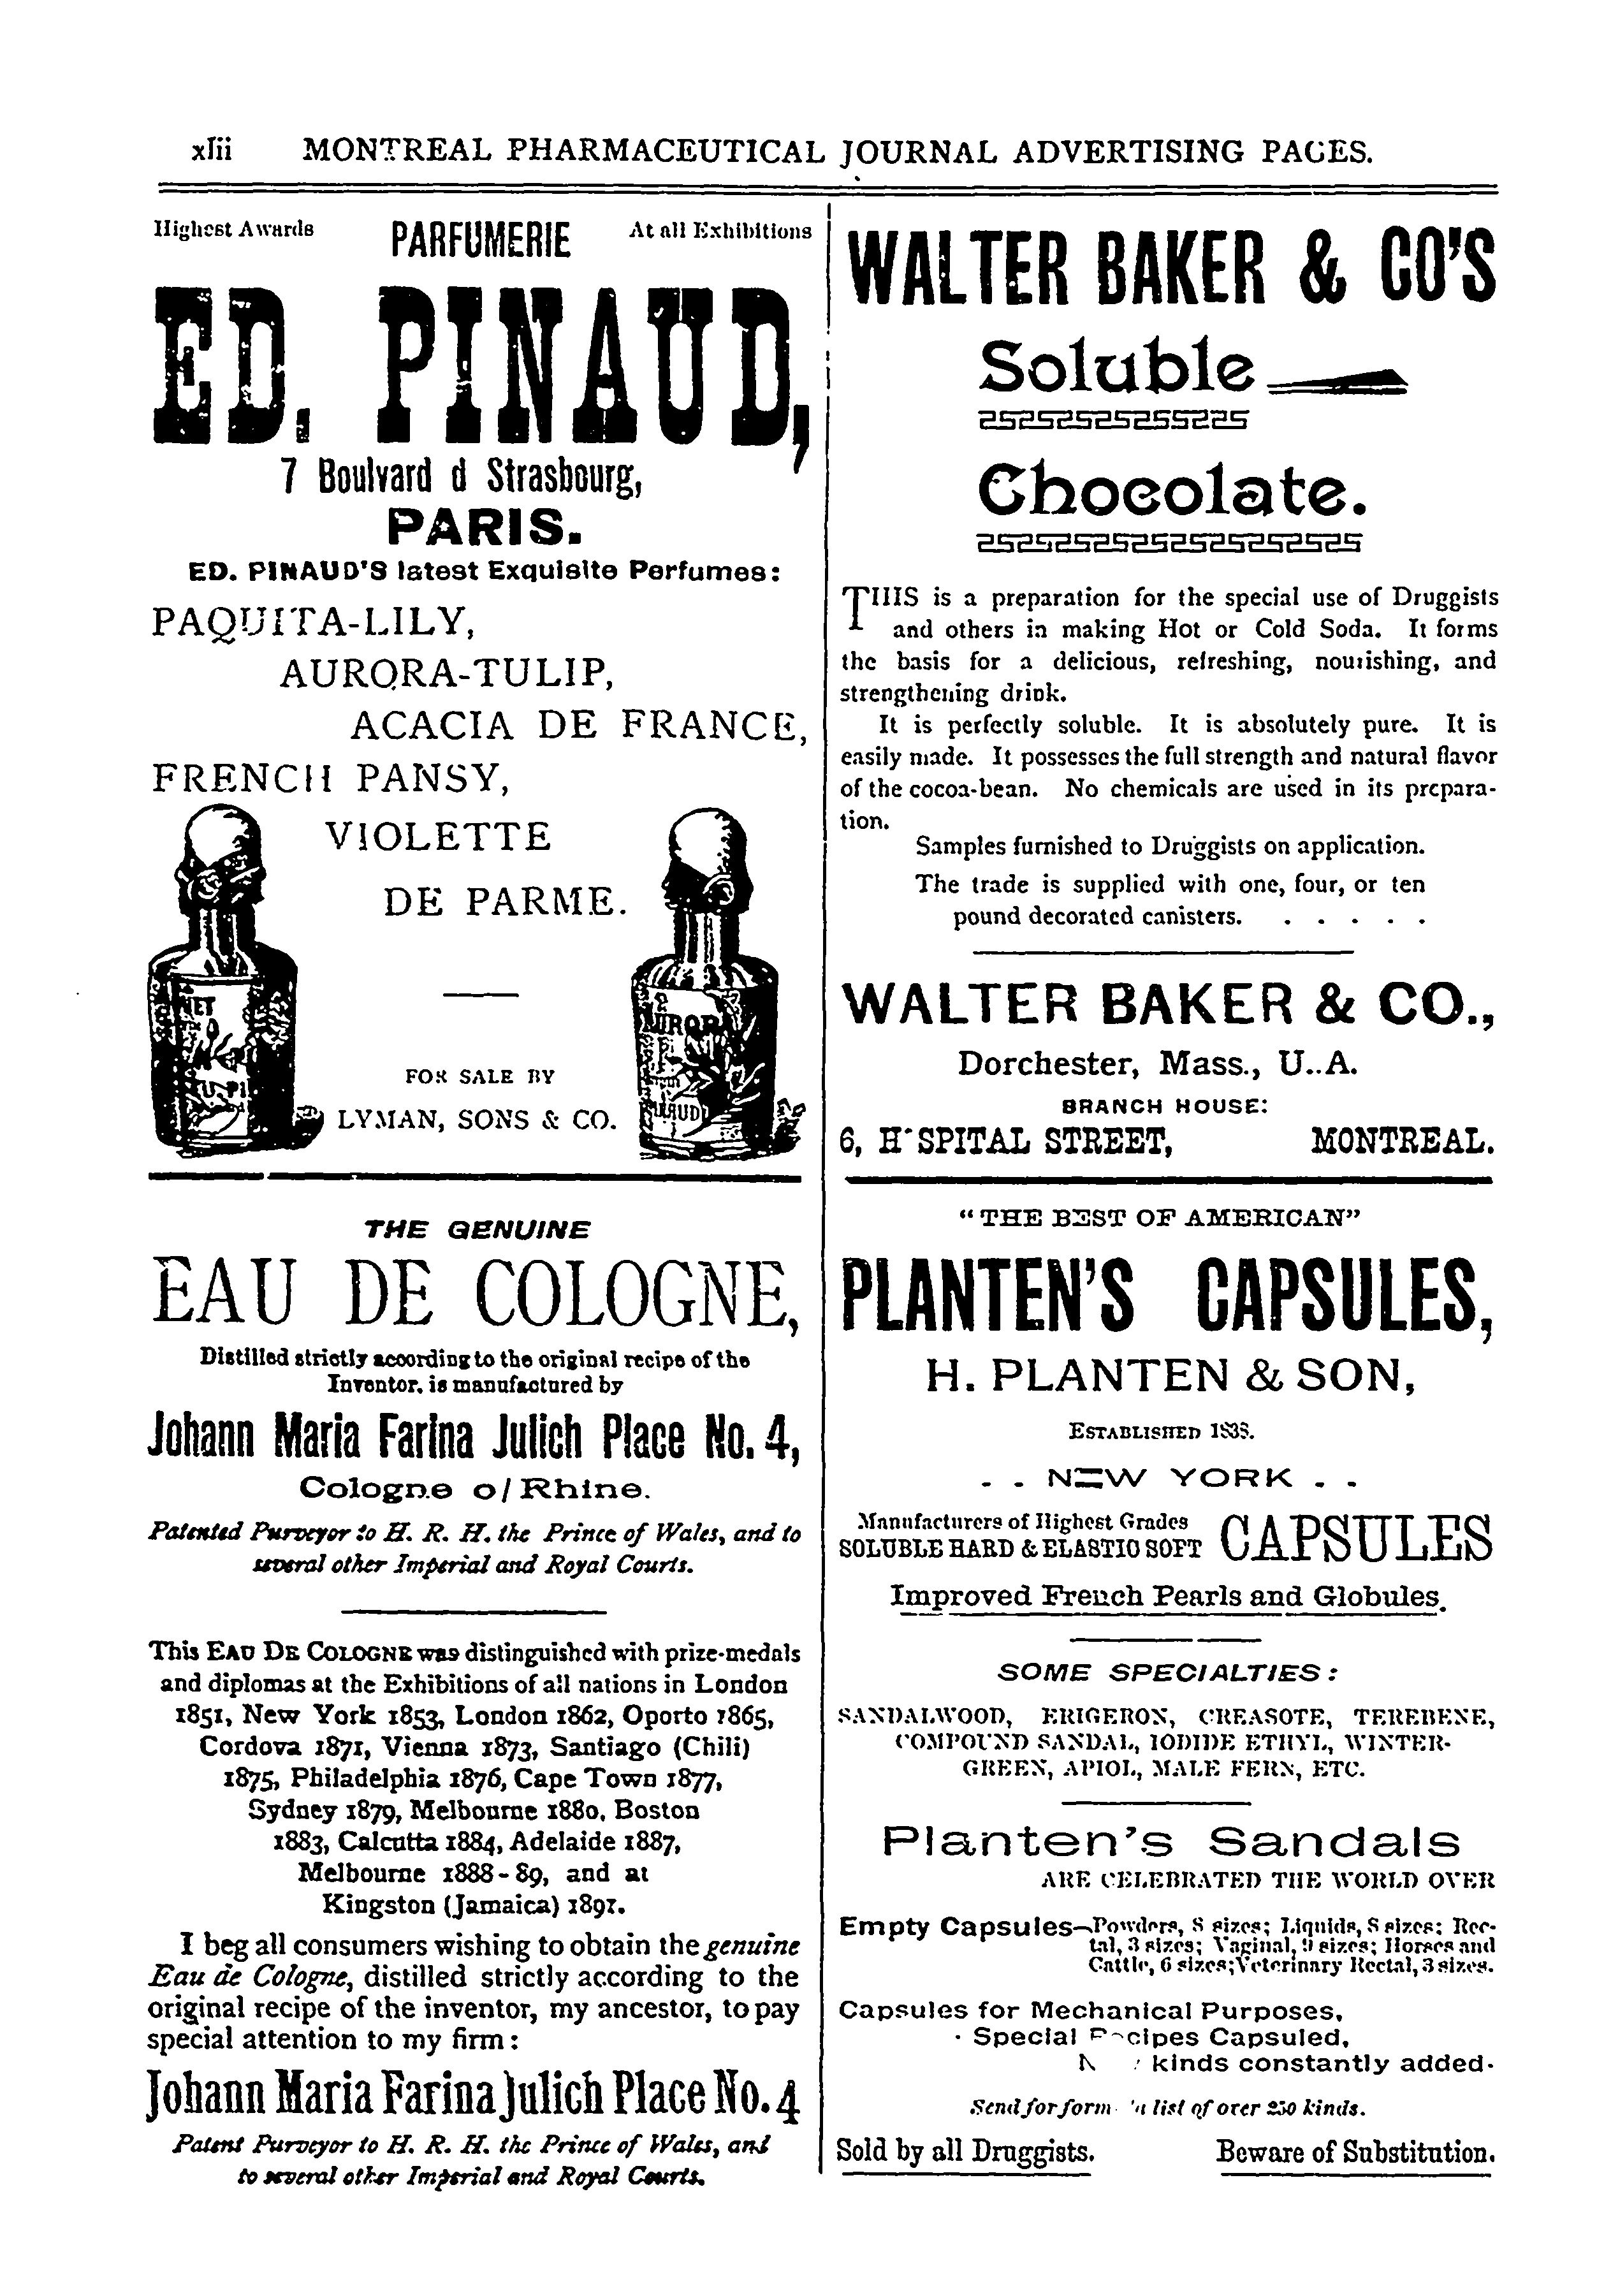 xlii MONTREAL PHARMACEUTICAL JOURNAL ADVERTISING PAGES.
Highest Awards PARFUMERIE At all Exhibitions
ED. PINAUD,
7 Boulvard d Strasbourg,
PARIS.
ED. PINAUD'S latest Exquisite Perfumes:
PAQUITA-LILY,
AURORA-TULIP,
ACACIA DE FRANCE,
FRENCH PANSY,
VIOLETTE
DE PARME.
FOR SALE BY
LYMAN, SONS & CO.
THE GENUINE
EAU DE COLOGNE,
Distilled strictly according to the original recipe of the
Inventor, is manufactured by
Johann Maria Farina Julich Place No. 4,
Cologne o/Rhine.
Patented Purveyor to H. R. H. the Prince of Wales, and to
several other Imperial and Royal Courts.
This EAU DE COLOGNE was distinguished with prize-medals
and diplomas at the Exhibitions of all nations in London
1851, New York 1853, London 1862, Oporto 1865,
Cordova 1871, Vienna 1873, Santiago (Chili)
1875, Philadelphia 1876, Cape Town 1877,
Sydney 1879, Melbourne 1880, Boston
1883, Calcutta 1884, Adelaide 1887,
Melbourne 1888-89, and at
Kingston (Jamaica) 1891.
I beg all consumers wishing to obtain the genuine
Eau de Cologne, distilled strictly according to the
original recipe of the inventor, my ancestor, to pay
special attention to my firm:
Johann Maria Farina Julich Place No. 4
Patent Purveyor to H. R. H. the Prince of Wales, and
to several other Imperial and Royal Courts.
WALTER BAKER & CO'S
Soluble
Chocolate.
THIS is a preparation for the special use of Druggists
and others in making Hot or Cold Soda. It forms
the basis for a delicious, refreshing, nourishing, and
strengthening drink.
It is perfectly soluble. It is absolutely pure. It is
easily made. It possesses the full strength and natural flavor
of the cocoa-bean. No chemicals are used in its prepara-
tion.
Samples furnished to Druggists on application.
The trade is supplied with one, four, or ten
pound decorated canisters. . . . . .
WALTER BAKER & CO.,
Dorchester, Mass., U..A.
BRANCH HOUSE:
6, H SPITAL STREET, MONTREAL.
"THE BEST OF AMERICAN"
PLANTEN'S CAPSULES,
H. PLANTEN & SON,
ESTABLISHED
. . NEW YORK . .
Manufacturers of Highest Grades
SOLUBLE HARD & ELASTIC SOFT CAPSULES
Improved French Pearls and Globules.
SOME SPECIALTIES:
SANDALWOOD, ERIGERON, CREASOTE, TEREBENE,
COMPOUND SANDAL, IODIDE ETHYL, WINTER-
GREEN, APIOL, MALE FERN, ETC.
Planten's Sandals
ARE CELEBRATED THE WORLD OVER
Empty Capsules—Powders, 8 sizes; Liquids, 8 sizes; Rec-
tal, 3 sizes; Vaginal, 9 sizes; Horses and
Cattle, 6 sizes; Veterinary Rectal, 3 sizes.
Capsules for Mechanical Purposes,
Special Recipes Capsuled,
kinds constantly added.
Send for list of over 250 kinds.
Sold by all Druggists. Beware of Substitution.